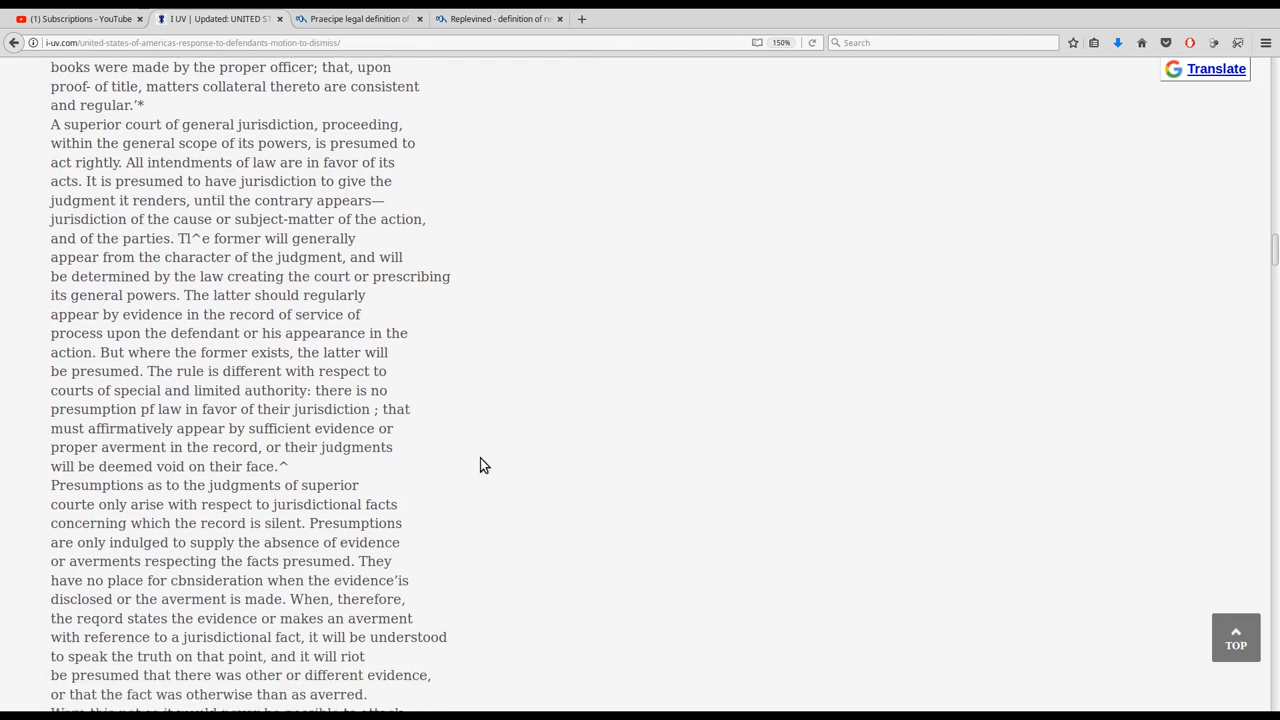 (1) Subscriptions - YouTube
I UV | Updated: UNITED ST
Praecipe legal definition of
Replevined - definition of re
i-uv.com/united-states-of-americas-response-to-defendants-motion-to-dismiss/
150%
Search
Translate
books were made by the proper officer; that, upon
proof- of title, matters collateral thereto are consistent
and regular.’*
A superior court of general jurisdiction, proceeding,
within the general scope of its powers, is presumed to
act rightly. All intendments of law are in favor of its
acts. It is presumed to have jurisdiction to give the
judgment it renders, until the contrary appears—
jurisdiction of the cause or subject-matter of the action,
and of the parties. Tl^e former will generally
appear from the character of the judgment, and will
be determined by the law creating the court or prescribing
its general powers. The latter should regularly
appear by evidence in the record of service of
process upon the defendant or his appearance in the
action. But where the former exists, the latter will
be presumed. The rule is different with respect to
courts of special and limited authority: there is no
presumption pf law in favor of their jurisdiction ; that
must affirmatively appear by sufficient evidence or
proper averment in the record, or their judgments
will be deemed void on their face.^
Presumptions as to the judgments of superior
courte only arise with respect to jurisdictional facts
concerning which the record is silent. Presumptions
are only indulged to supply the absence of evidence
or averments respecting the facts presumed. They
have no place for cbnsideration when the evidence’is
disclosed or the averment is made. When, therefore,
the reqord states the evidence or makes an averment
with reference to a jurisdictional fact, it will be understood
to speak the truth on that point, and it will riot
be presumed that there was other or different evidence,
or that the fact was otherwise than as averred.
TOP